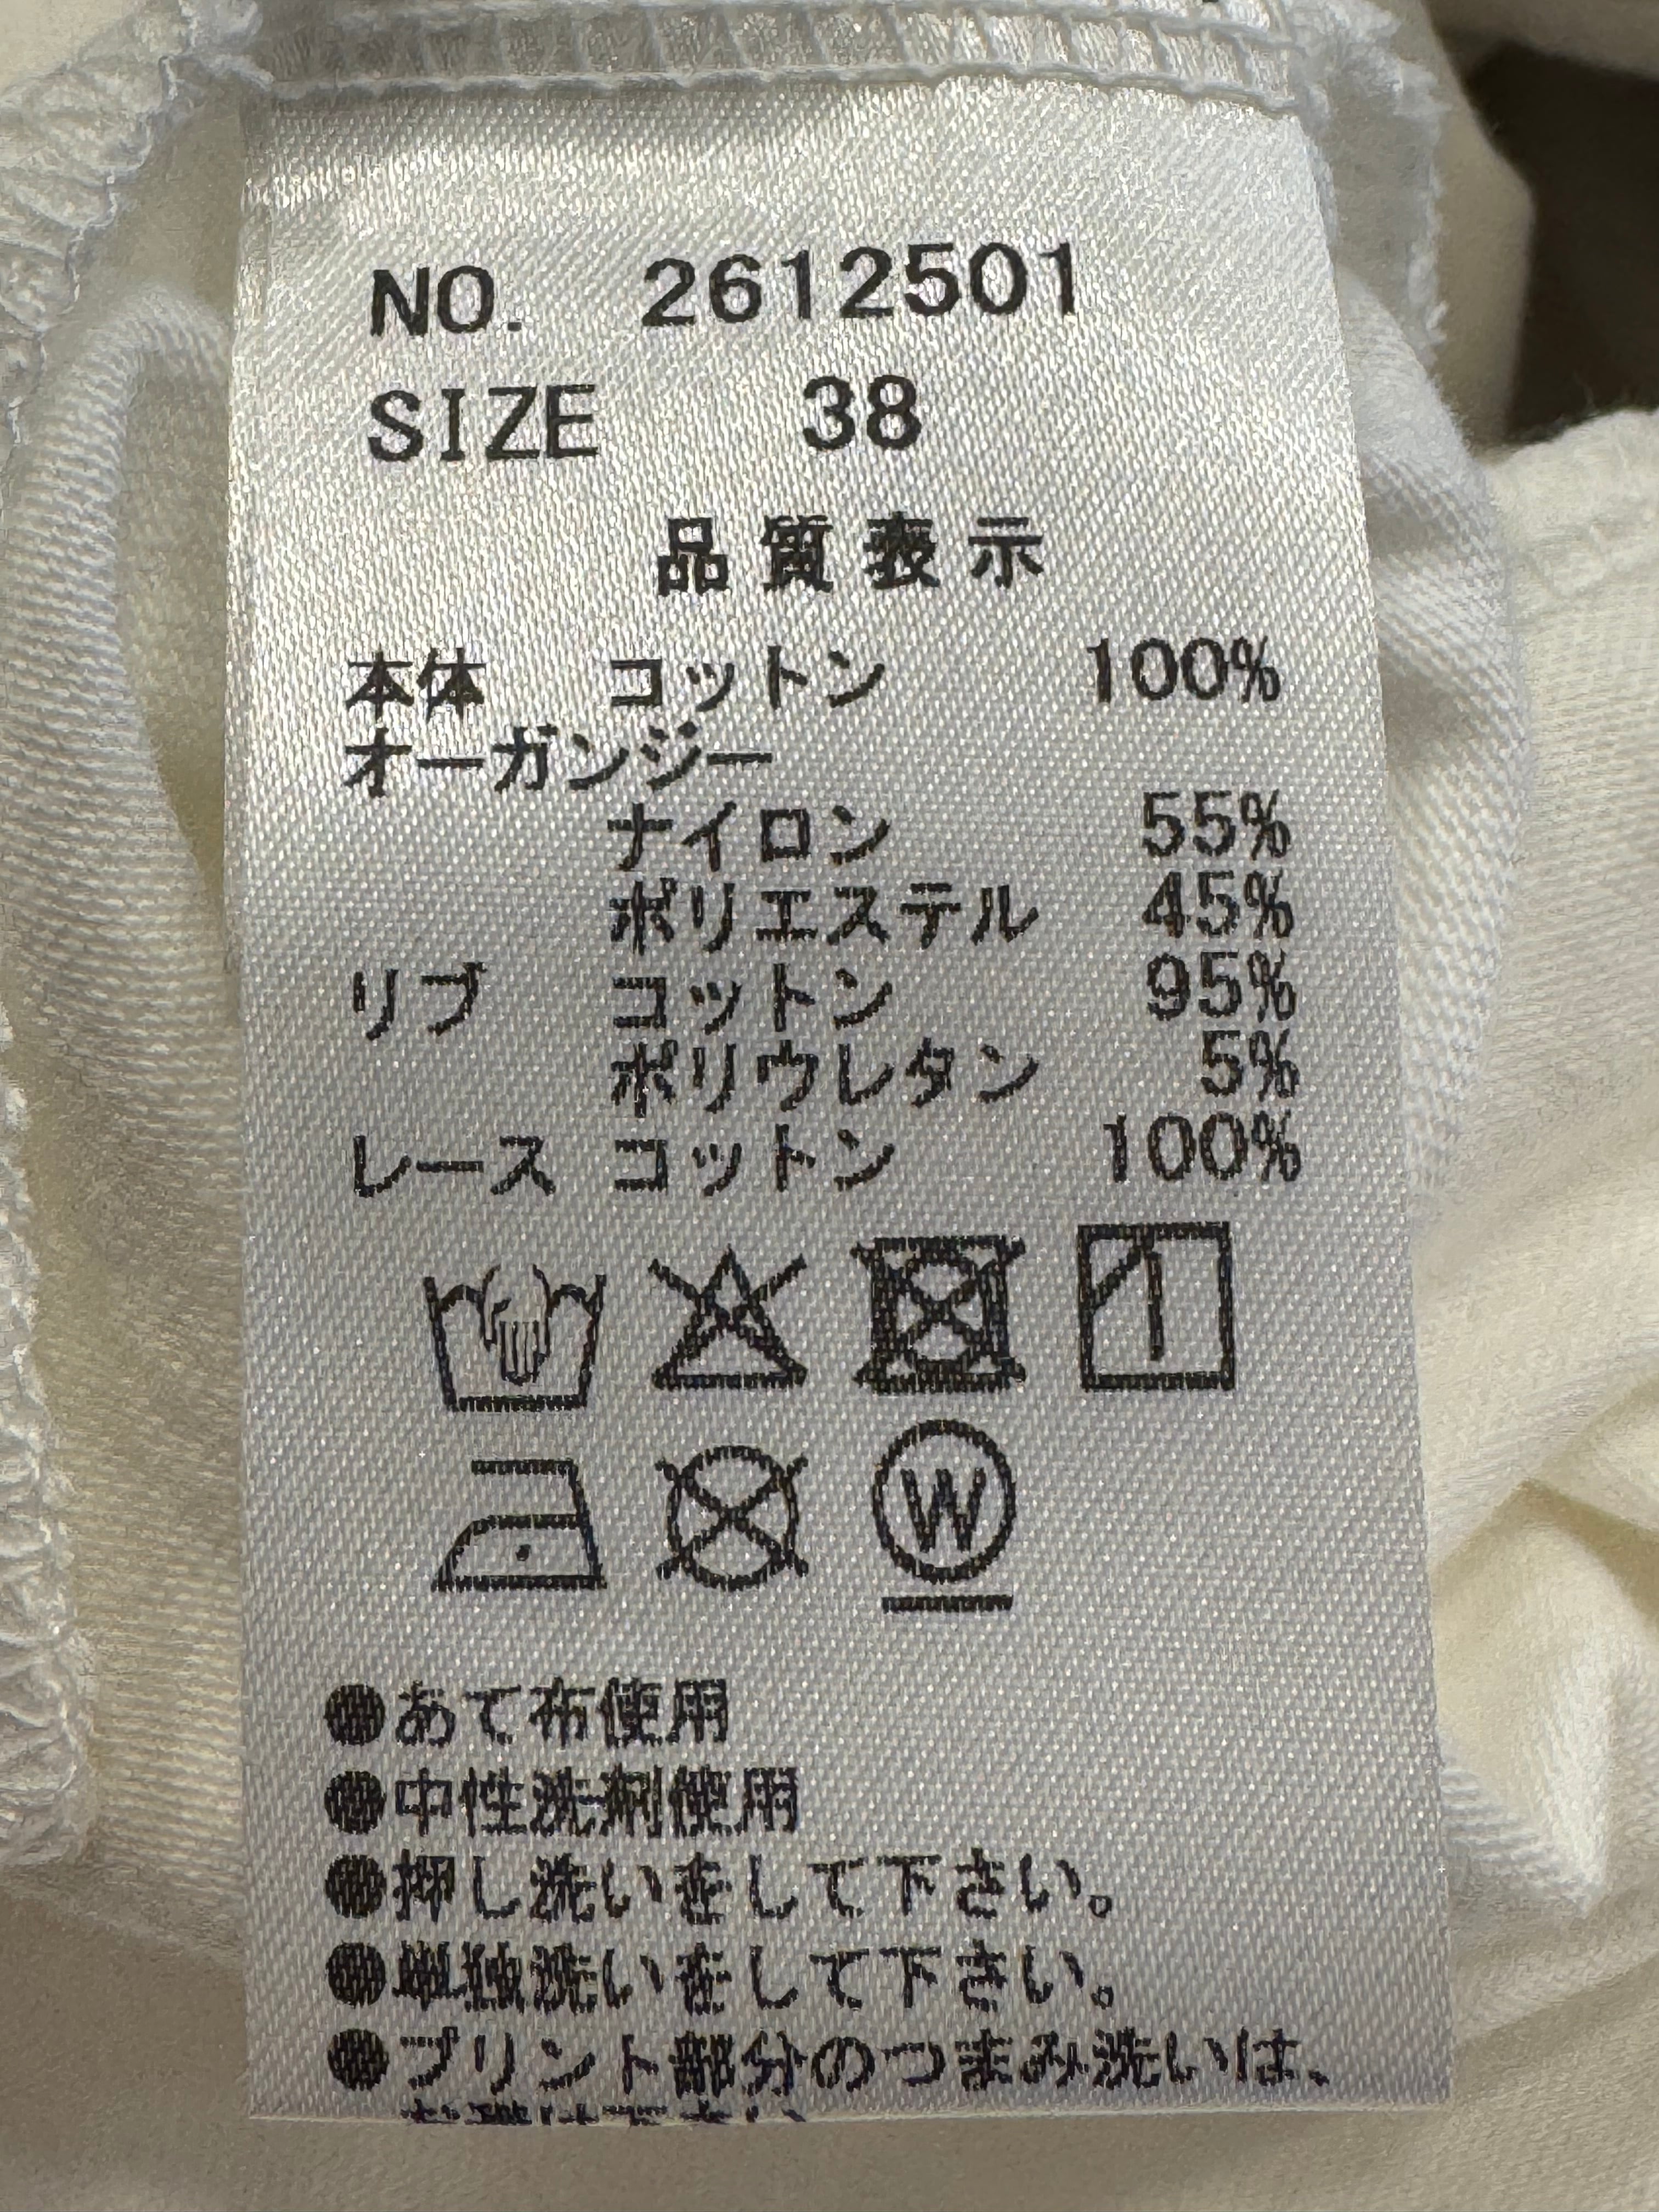 NO. 2612501
SIZE 38
品質表示
本体 コットン 100%
オーガンジー
ナイロン 55%
ポリエステル 45%
リブ コットン 95%
ポリウレタン 5%
レース コットン 100%
W
●あて布使用
●中性洗剤使用
●押し洗いをして下さい。
●単独洗いをして下さい。
●プリント部分のつまみ洗いは、